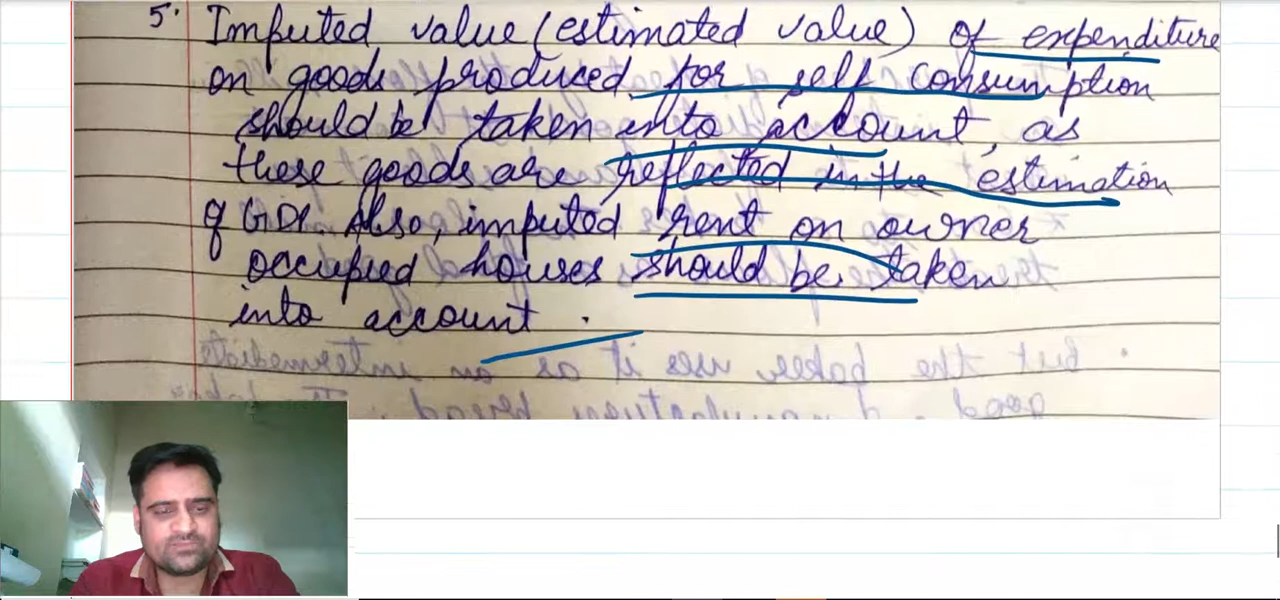 5. Imputed value (estimated value) of expenditure
on goods produced for self consumption
should be taken into account, as
these goods are reflected in the estimation
of GDP. Also, imputed rent on owner
occupied houses should be taken
into account.